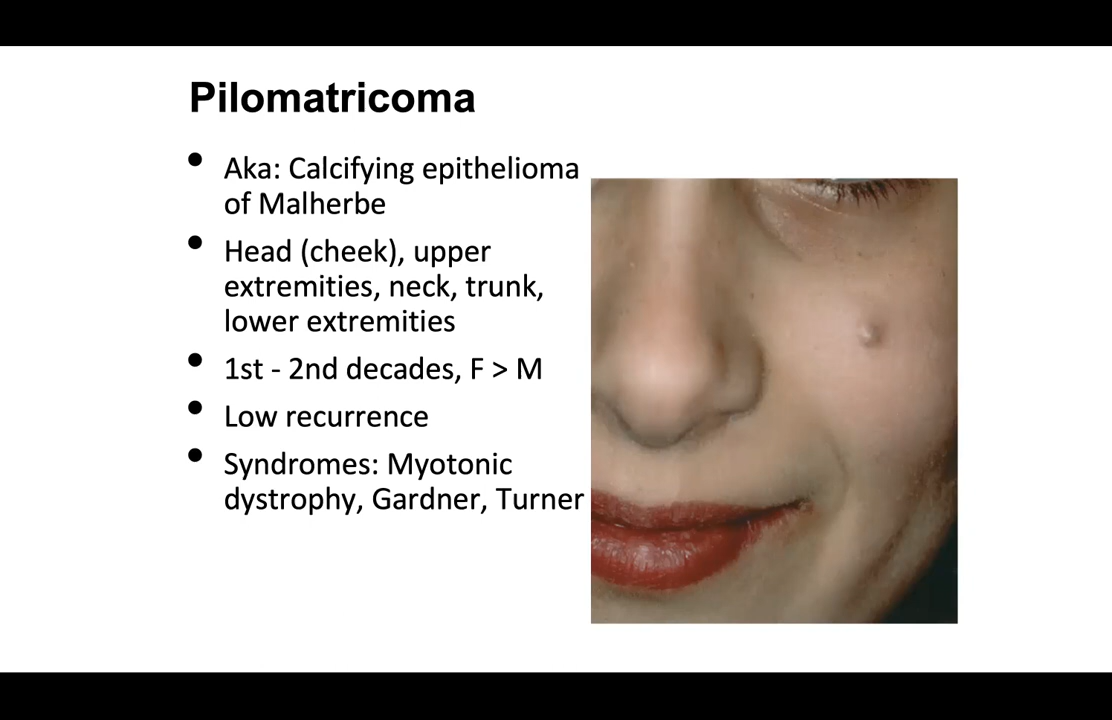 Pilomatricoma
• Aka: Calcifying epithelioma
of Malherbe
• Head (cheek), upper
extremities, neck, trunk,
lower extremities
• 1st - 2nd decades, F > M
• Low recurrence
• Syndromes: Myotonic
dystrophy, Gardner, Turner